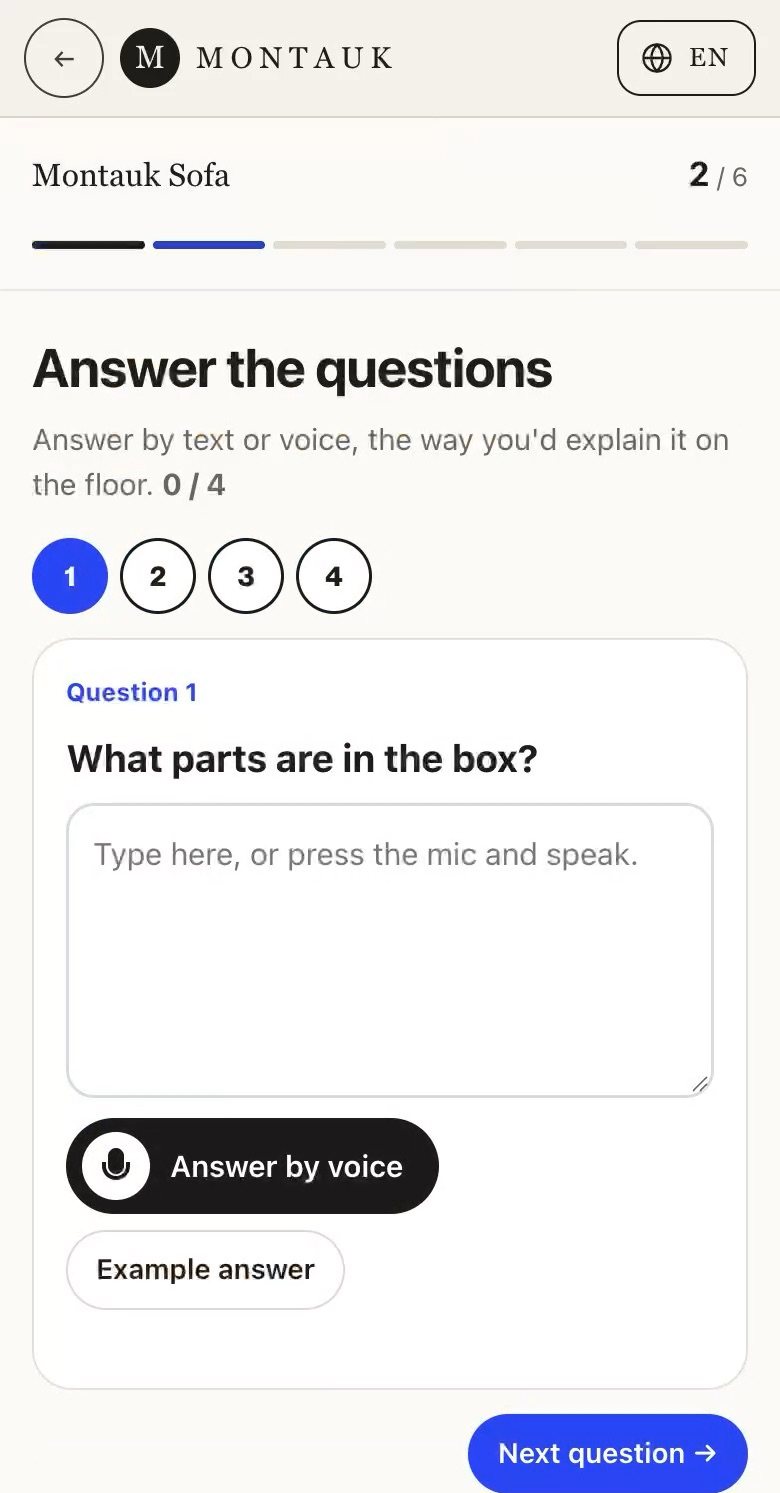 M MONTAUK EN
Montauk Sofa 2 / 6
Answer the questions
Answer by text or voice, the way you'd explain it on
the floor. 0 / 4
1 2 3 4
Question 1
What parts are in the box?
Type here, or press the mic and speak.
Answer by voice
Example answer
Next question →